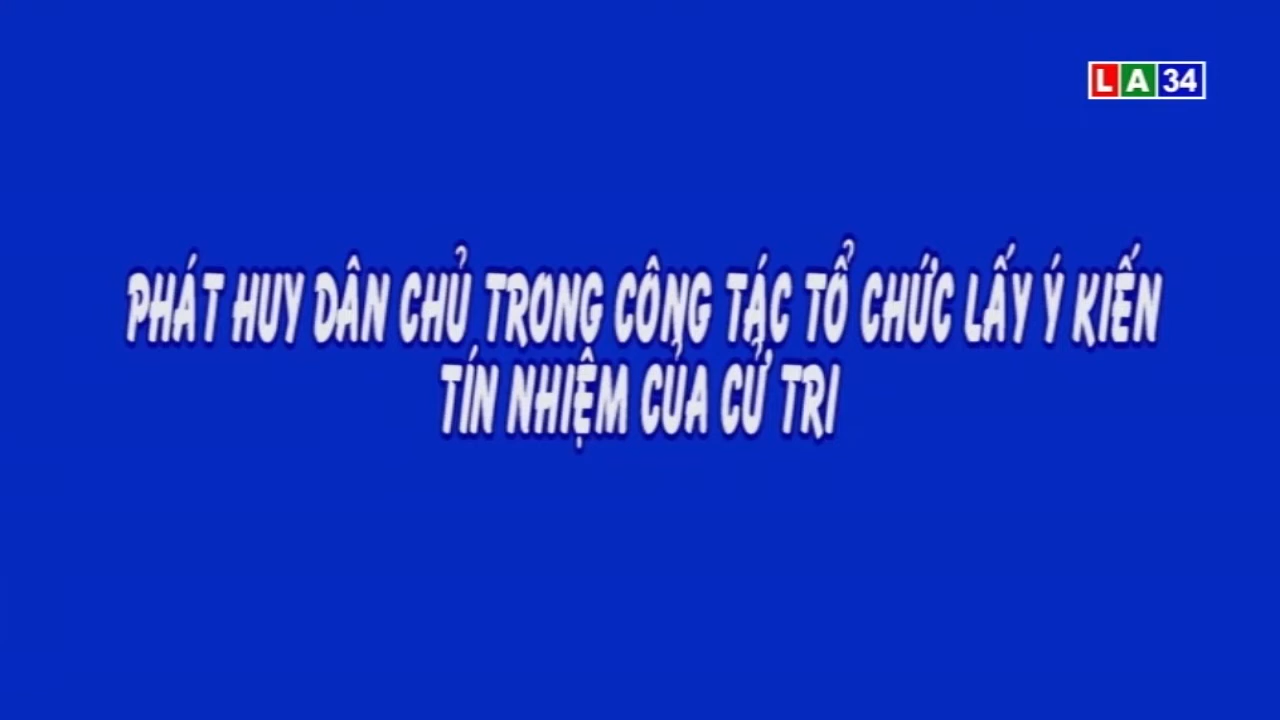 LA34
PHÁT HUY DÂN CHỦ TRONG CÔNG TÁC TỔ CHỨC LẤY Ý KIẾN
TÍN NHIỆM CỦA CỬ TRI